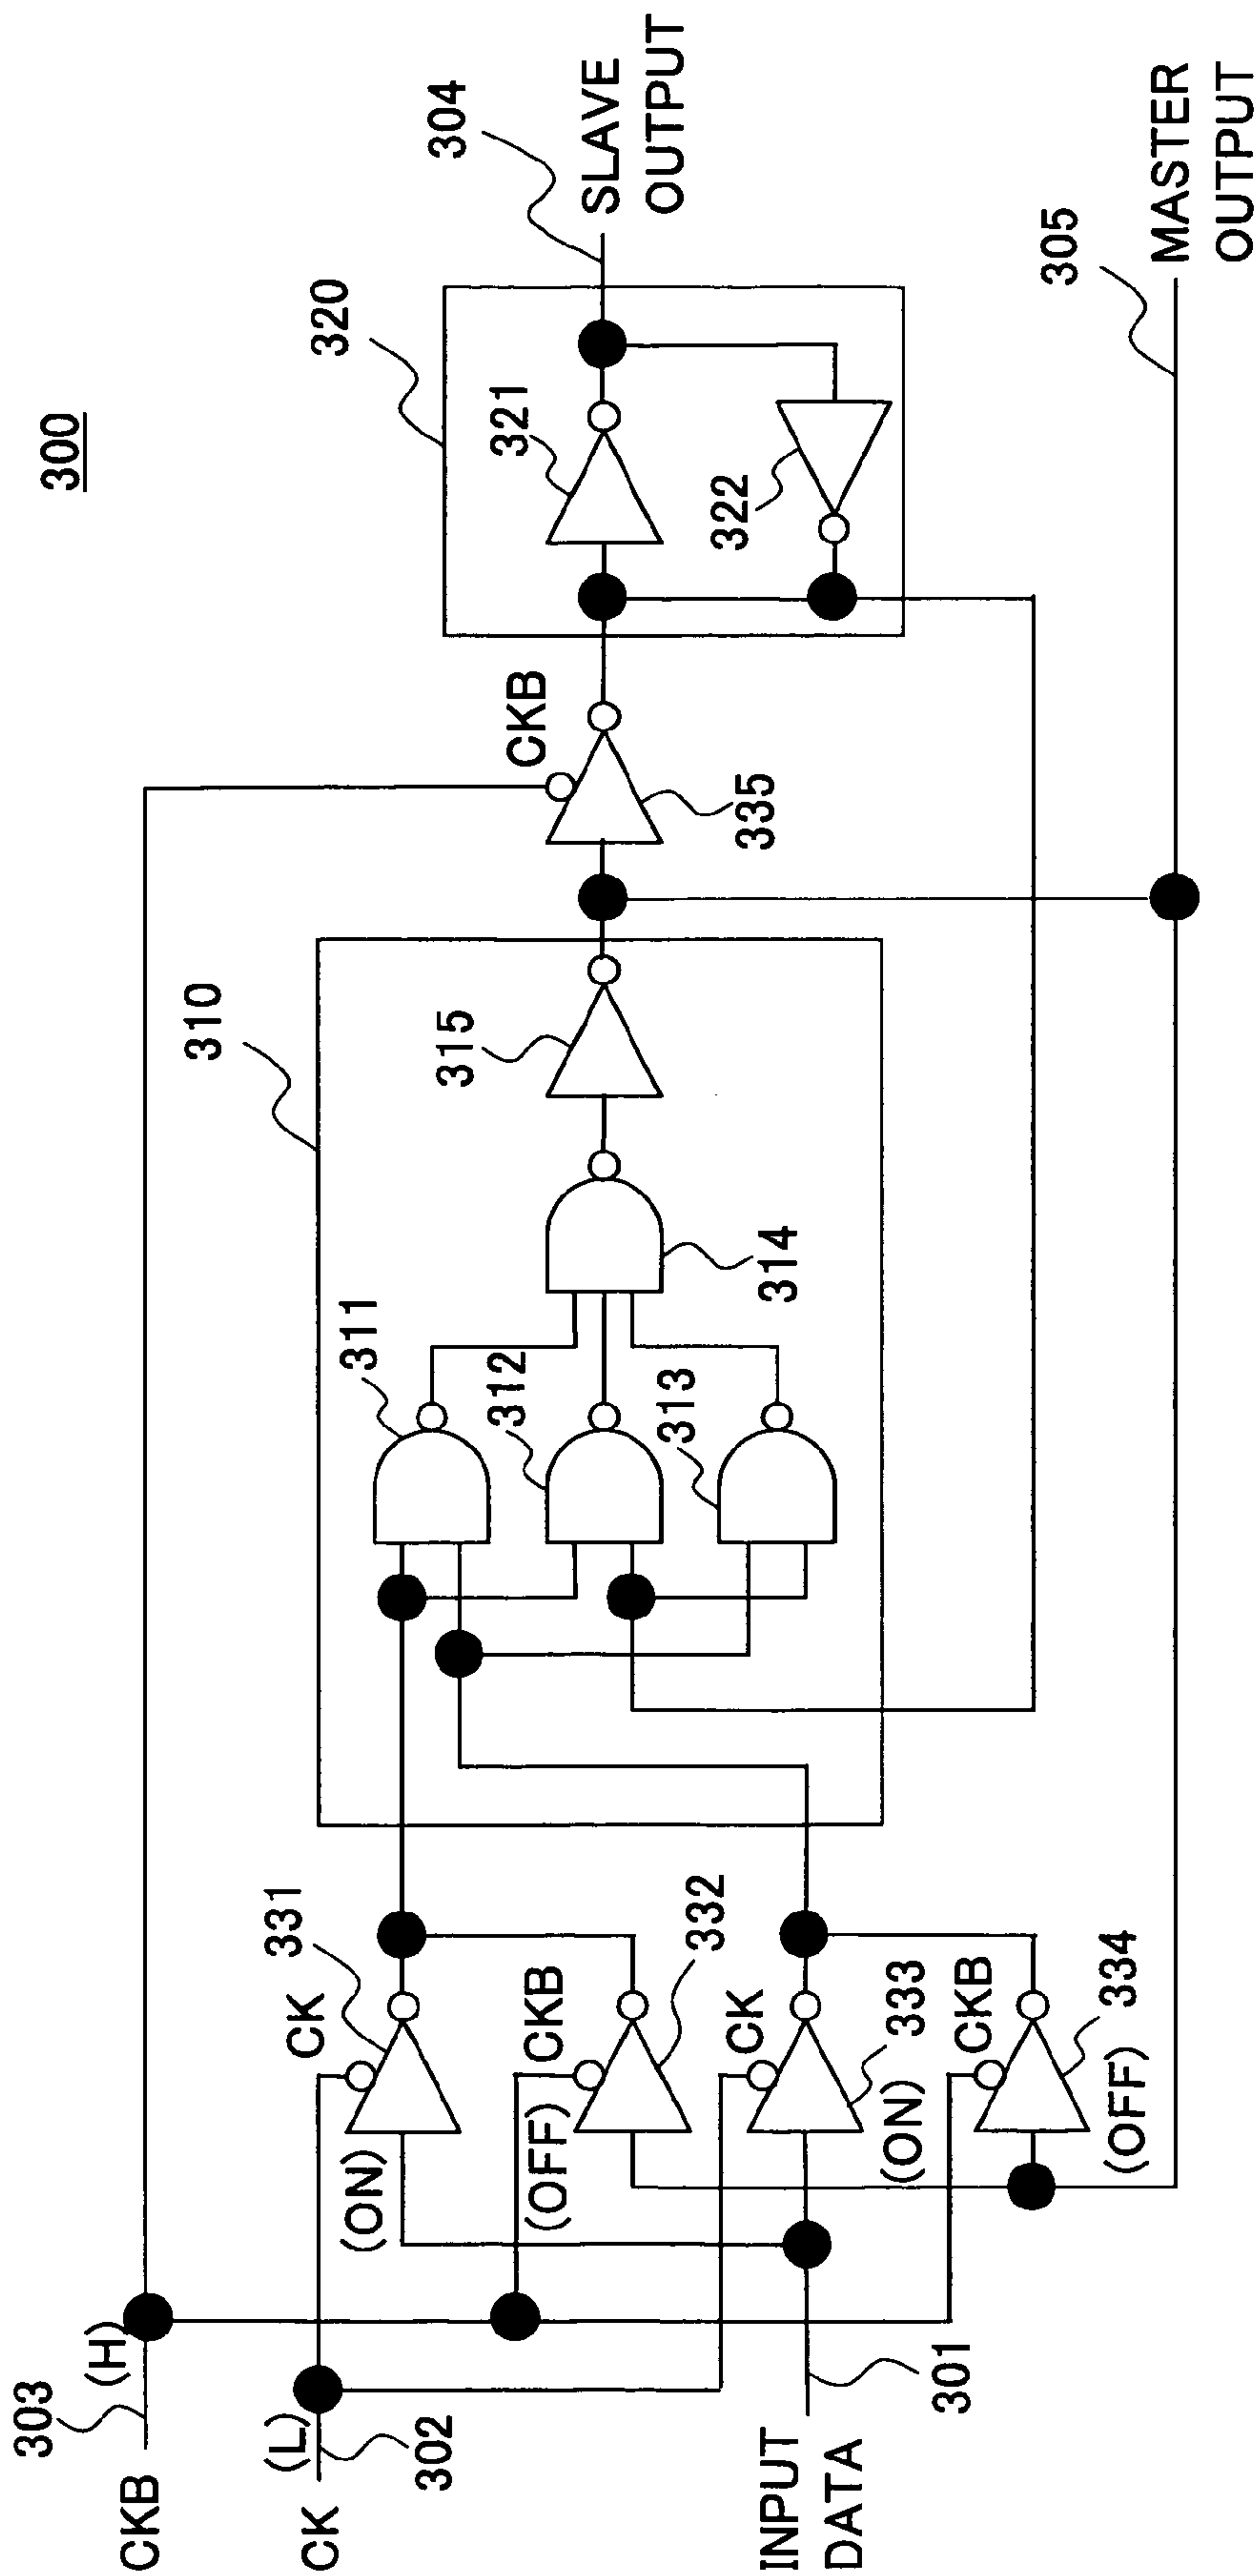 300
303
CKB
(H)
302
CK
(L)
INPUT
DATA
301
CK
331
(ON)
CKB
332
(OFF)
CK
333
(ON)
CKB
334
(OFF)
310
311
312
313
314
315
CKB
335
320
321
322
304
SLAVE
OUTPUT
305
MASTER
OUTPUT